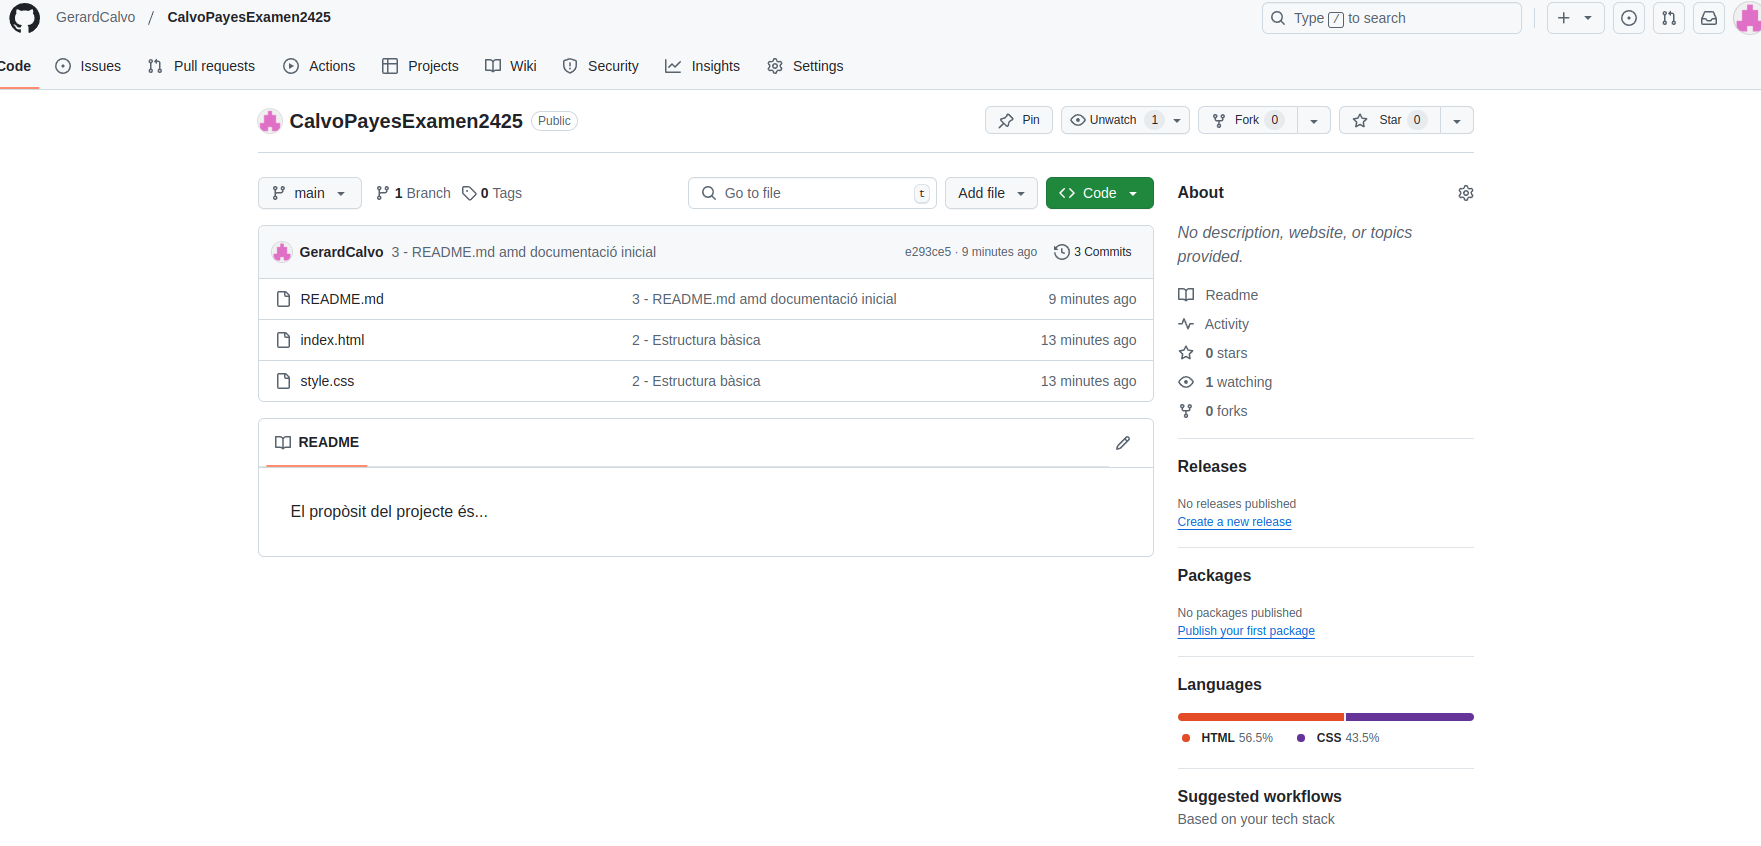 GerardCalvo / CalvoPayesExamen2425
Type / to search
Code Issues Pull requests Actions Projects Wiki Security Insights Settings
CalvoPayesExamen2425 Public
Pin Unwatch 1 Fork 0 Star 0
main 1 Branch 0 Tags Go to file t Add file Code
GerardCalvo 3 - README.md amd documentació inicial e293ce5 · 9 minutes ago 3 Commits
README.md 3 - README.md amd documentació inicial 9 minutes ago
index.html 2 - Estructura bàsica 13 minutes ago
style.css 2 - Estructura bàsica 13 minutes ago
README
El propòsit del projecte és...
About
No description, website, or topics
provided.
Readme
Activity
0 stars
1 watching
0 forks
Releases
No releases published
Create a new release
Packages
No packages published
Publish your first package
Languages
HTML 56.5% CSS 43.5%
Suggested workflows
Based on your tech stack